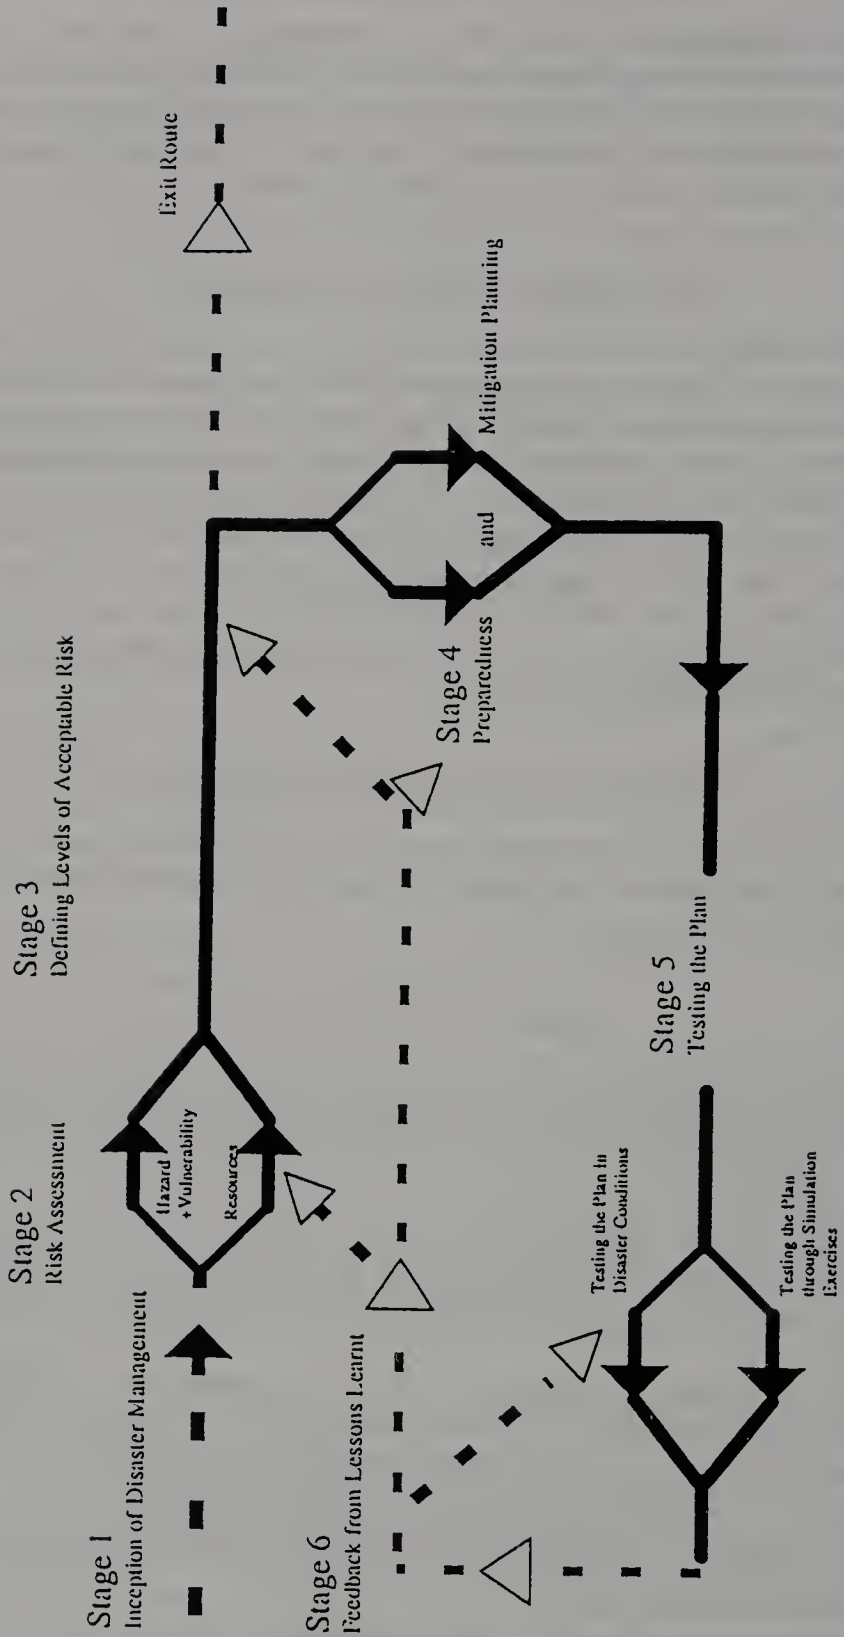 Stage 1
Inception of Disaster Management
Stage 2
Risk Assessment
Hazard
+ Vulnerability
Resources
Stage 3
Defining Levels of Acceptable Risk
Exit Route
Stage 4
Preparedness and Mitigation Planning
Stage 5
Testing the Plan
Testing the Plan in
Disaster Conditions
Testing the Plan
through Simulation
Exercises
Stage 6
Feedback from Lessons Learnt